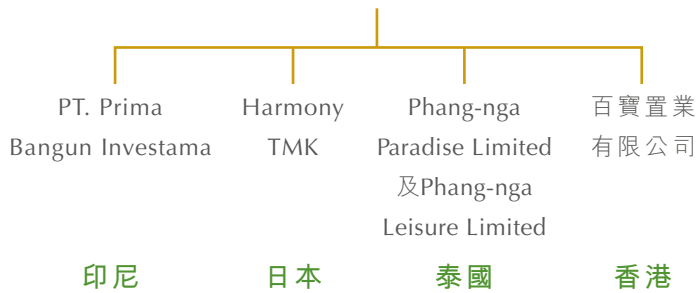 PT. Prima
Bangun Investama
Harmony
TMK
Phang-nga
Paradise Limited
及Phang-nga
Leisure Limited
百寶置業
有限公司
印尼
日本
泰國
香港